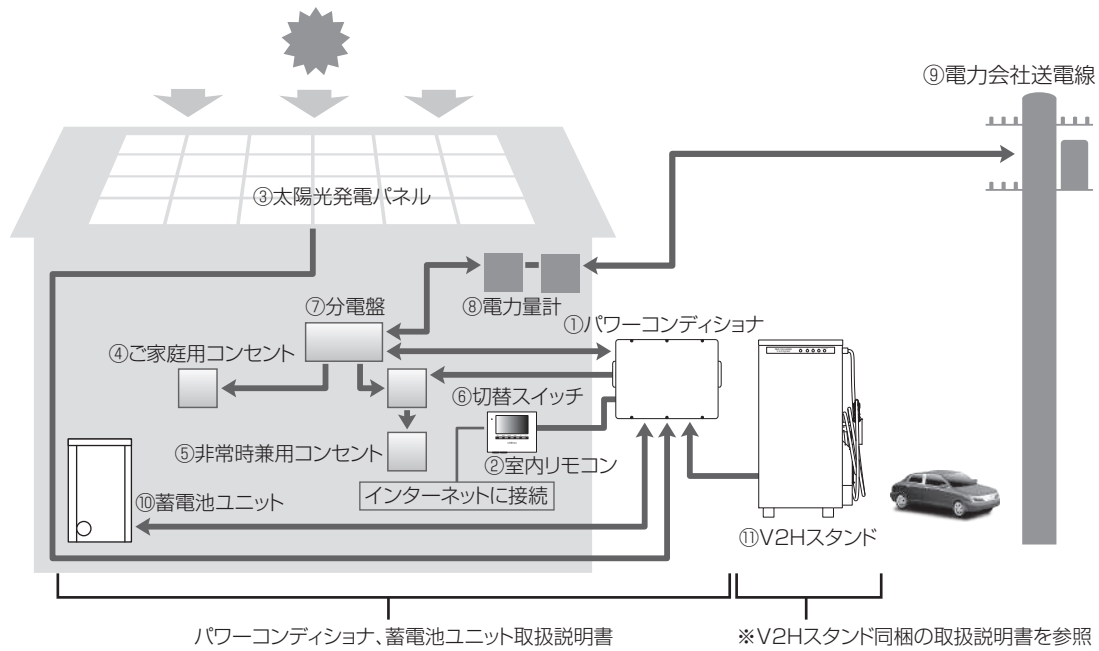 ⑨電力会社送電線
③太陽光発電パネル
⑧電力量計
⑦分電盤
①パワーコンディショナ
④ご家庭用コンセント
⑥切替スイッチ
⑤非常時兼用コンセント
②室内リモコン
インターネットに接続
⑩蓄電池ユニット
⑪V2Hスタンド
パワーコンディショナ、蓄電池ユニット取扱説明書
※V2Hスタンド同梱の取扱説明書を参照